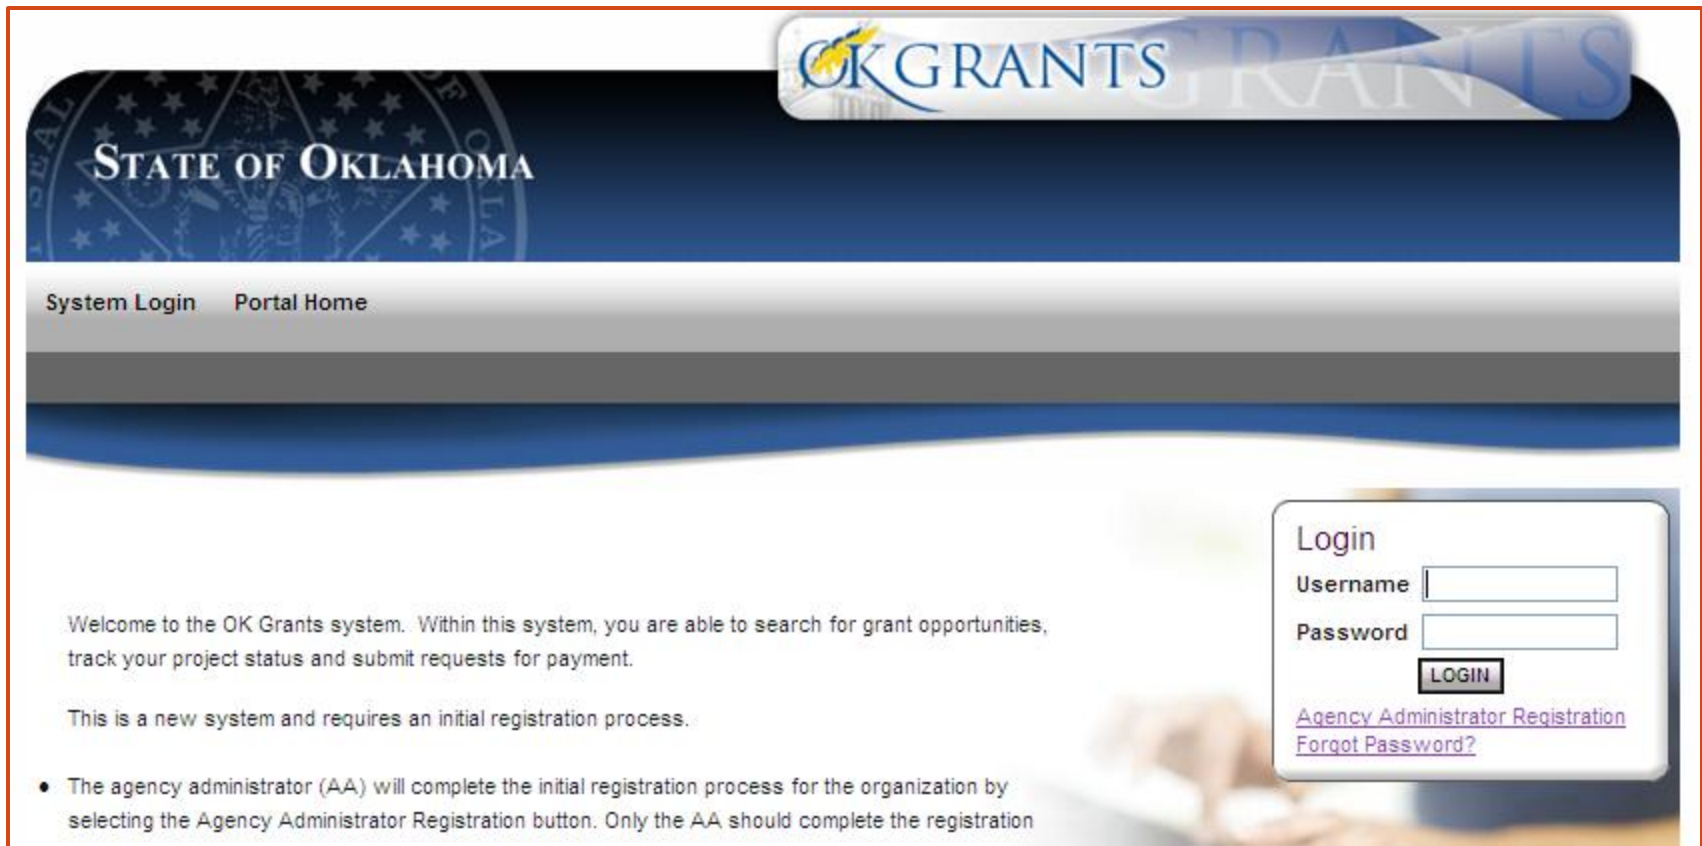 OKGRANTS
GRANTS
STATE OF OKLAHOMA
SEAL OF OKLA
System Login Portal Home
Login
Username
Password
LOGIN
Agency Administrator Registration
Forgot Password?
Welcome to the OK Grants system. Within this system, you are able to search for grant opportunities,
track your project status and submit requests for payment.
This is a new system and requires an initial registration process.
• The agency administrator (AA) will complete the initial registration process for the organization by
selecting the Agency Administrator Registration button. Only the AA should complete the registration